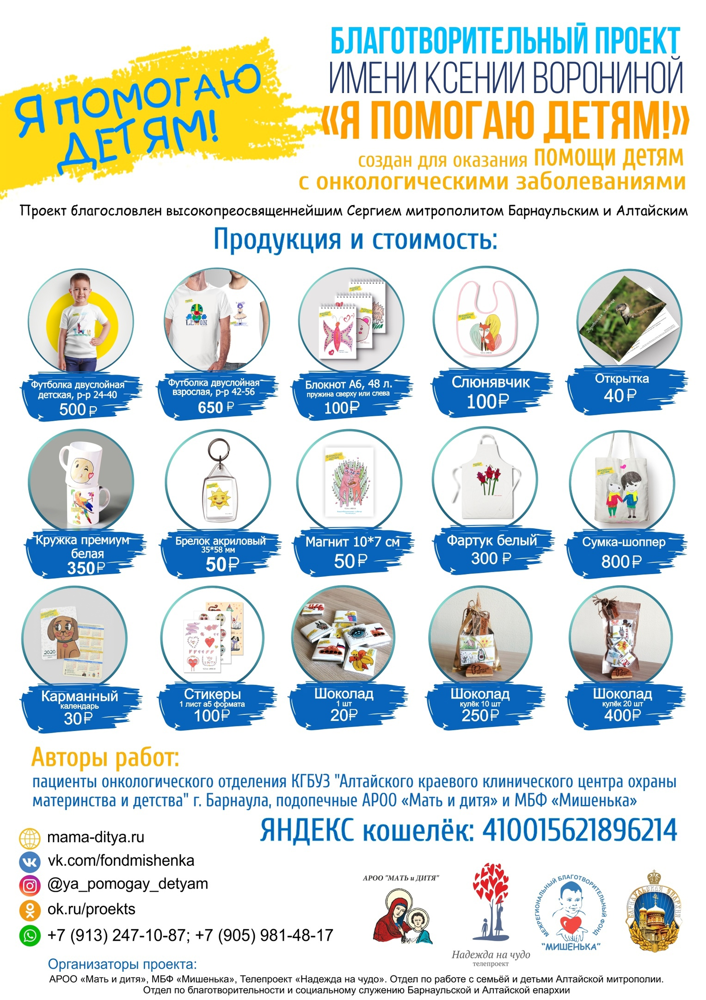 Я ПОМОГАЮ
ДЕТЯМ!
БЛАГОТВОРИТЕЛЬНЫЙ ПРОЕКТ
ИМЕНИ КСЕНИИ ВОРОНИНОЙ
«Я ПОМОГАЮ ДЕТЯМ!»
создан для оказания помощи детям
с онкологическими заболеваниями
Проект благословлен высокопреосвященнейшим Сергием митрополитом Барнаульским и Алтайским
Продукция и стоимость:
Футболка двуслойная
детская, р-р 24-40
500 ₽
LEMON
Футболка двуслойная
взрослая, р-р 42-56
650 ₽
Блокнот А6, 48 л.
пружина сверху или слева
100₽
Слюнявчик
100₽
Деревенская ласточка
Открытка
40₽
Кружка премиум
белая
350₽
Брелок акриловый
35*58 мм
50₽
Магнит 10*7 см
50₽
Фартук белый
300 ₽
Я ПОМОГАЮ
ДЕТЯМ!
Сумка-шоппер
800₽
2020
Карманный
календарь
30₽
Стикеры
1 лист а5 формата
100₽
Шоколад
1 шт
20₽
Шоколад
кулёк 10 шт
250₽
Шоколад
кулёк 20 шт
400₽
Авторы работ:
пациенты онкологического отделения КГБУЗ "Алтайского краевого клинического центра охраны
материнства и детства" г. Барнаула, подопечные АРОО «Мать и дитя» и МБФ «Мишенька»
ЯНДЕКС кошелёк: 410015621896214
mama-ditya.ru
vk.com/fondmishenka
@ya_pomogay_detyam
ok.ru/proekts
+7 (913) 247-10-87; +7 (905) 981-48-17
АРОО "МАТЬ и ДИТЯ"
Надежда на чудо
телепроект
МЕЖРЕГИОНАЛЬНЫЙ БЛАГОТВОРИТЕЛЬНЫЙ ФОНД
"МИШЕНЬКА"
БАРНАУЛЬСКАЯ ЕПАРХИЯ
Организаторы проекта:
АРОО «Мать и дитя», МБФ «Мишенька», Телепроект «Надежда на чудо». Отдел по работе с семьёй и детьми Алтайской митрополии.
Отдел по благотворительности и социальному служению Барнаульской и Алтайской епархии